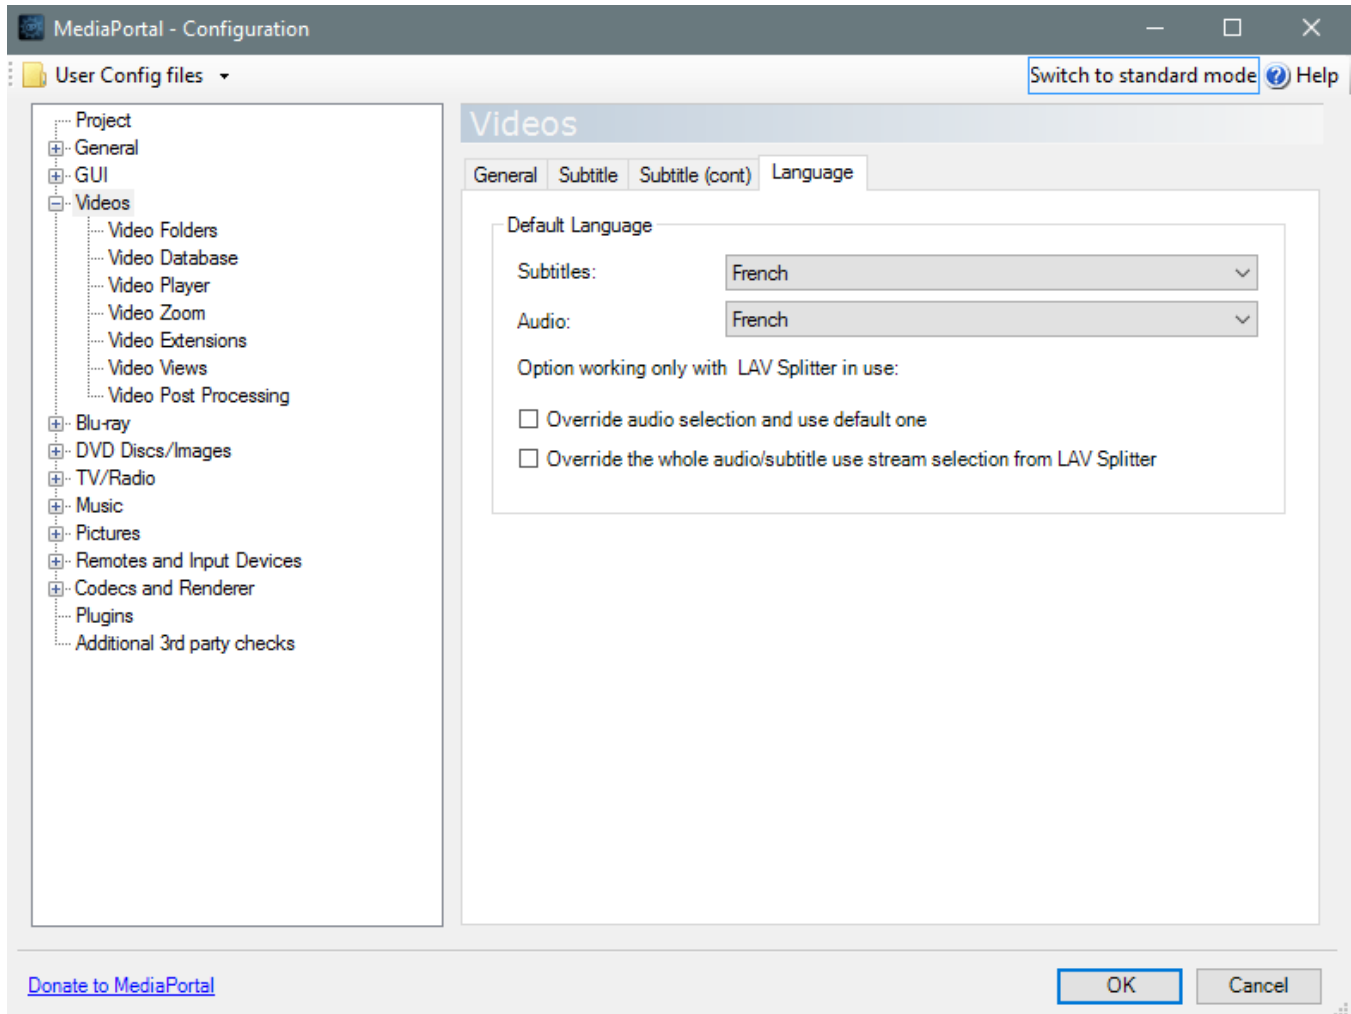 MediaPortal - Configuration
User Config files
Switch to standard mode
Help
Project
General
GUI
Videos
Video Folders
Video Database
Video Player
Video Zoom
Video Extensions
Video Views
Video Post Processing
Blu-ray
DVD Discs/Images
TV/Radio
Music
Pictures
Remotes and Input Devices
Codecs and Renderer
Plugins
Additional 3rd party checks
Videos
General Subtitle Subtitle (cont) Language
Default Language
Subtitles: French
Audio: French
Option working only with  LAV Splitter in use:
Override audio selection and use default one
Override the whole audio/subtitle use stream selection from LAV Splitter
Donate to MediaPortal
OK Cancel